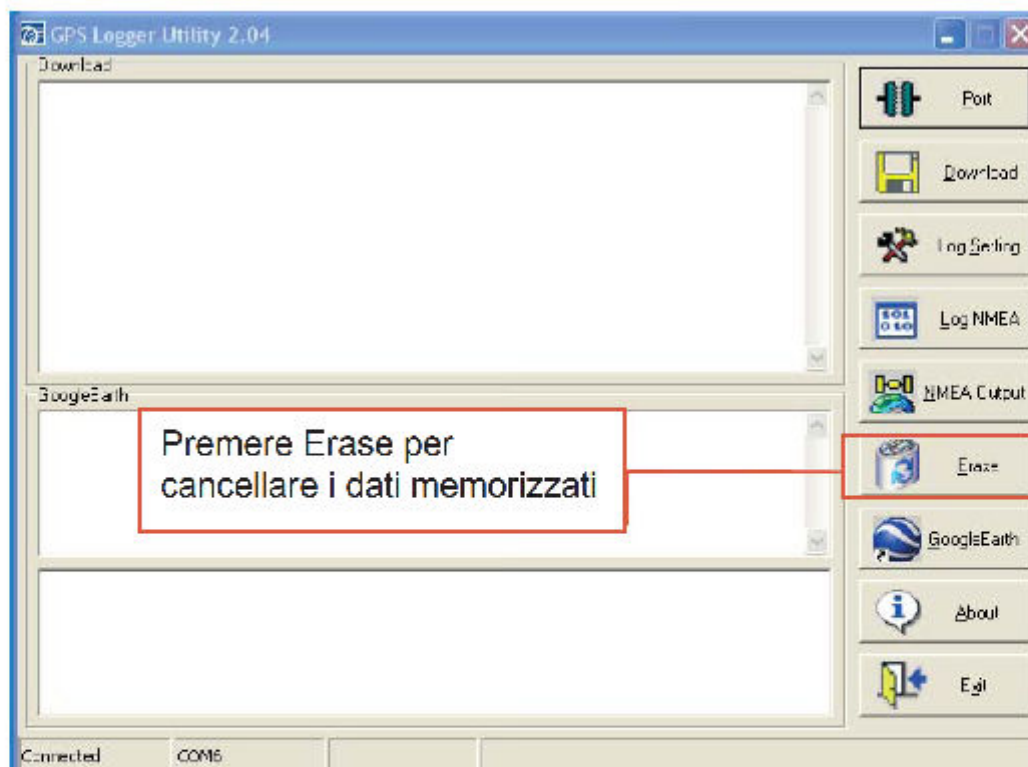 GPS Logger Utility 2.04
Download
Port
Download
Log Setting
Log NMEA
NMEA Output
GoogleEarth
Premere Erase per
cancellare i dati memorizzati
Erase
GoogleEarth
About
Exit
Connected COM6